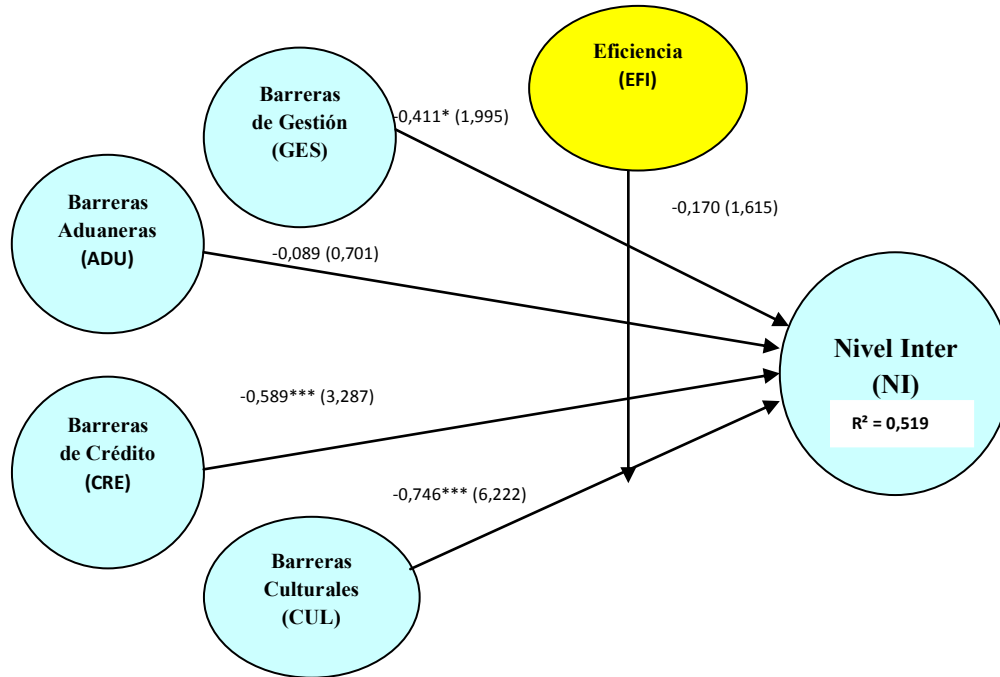 Eficiencia
(EFI)
Barreras
de Gestión
(GES)
-0,411* (1,995)
-0,170 (1,615)
Barreras
Aduaneras
(ADU)
-0,089 (0,701)
Nivel Inter
(NI)
R² = 0,519
-0,589*** (3,287)
Barreras
de Crédito
(CRE)
-0,746*** (6,222)
Barreras
Culturales
(CUL)